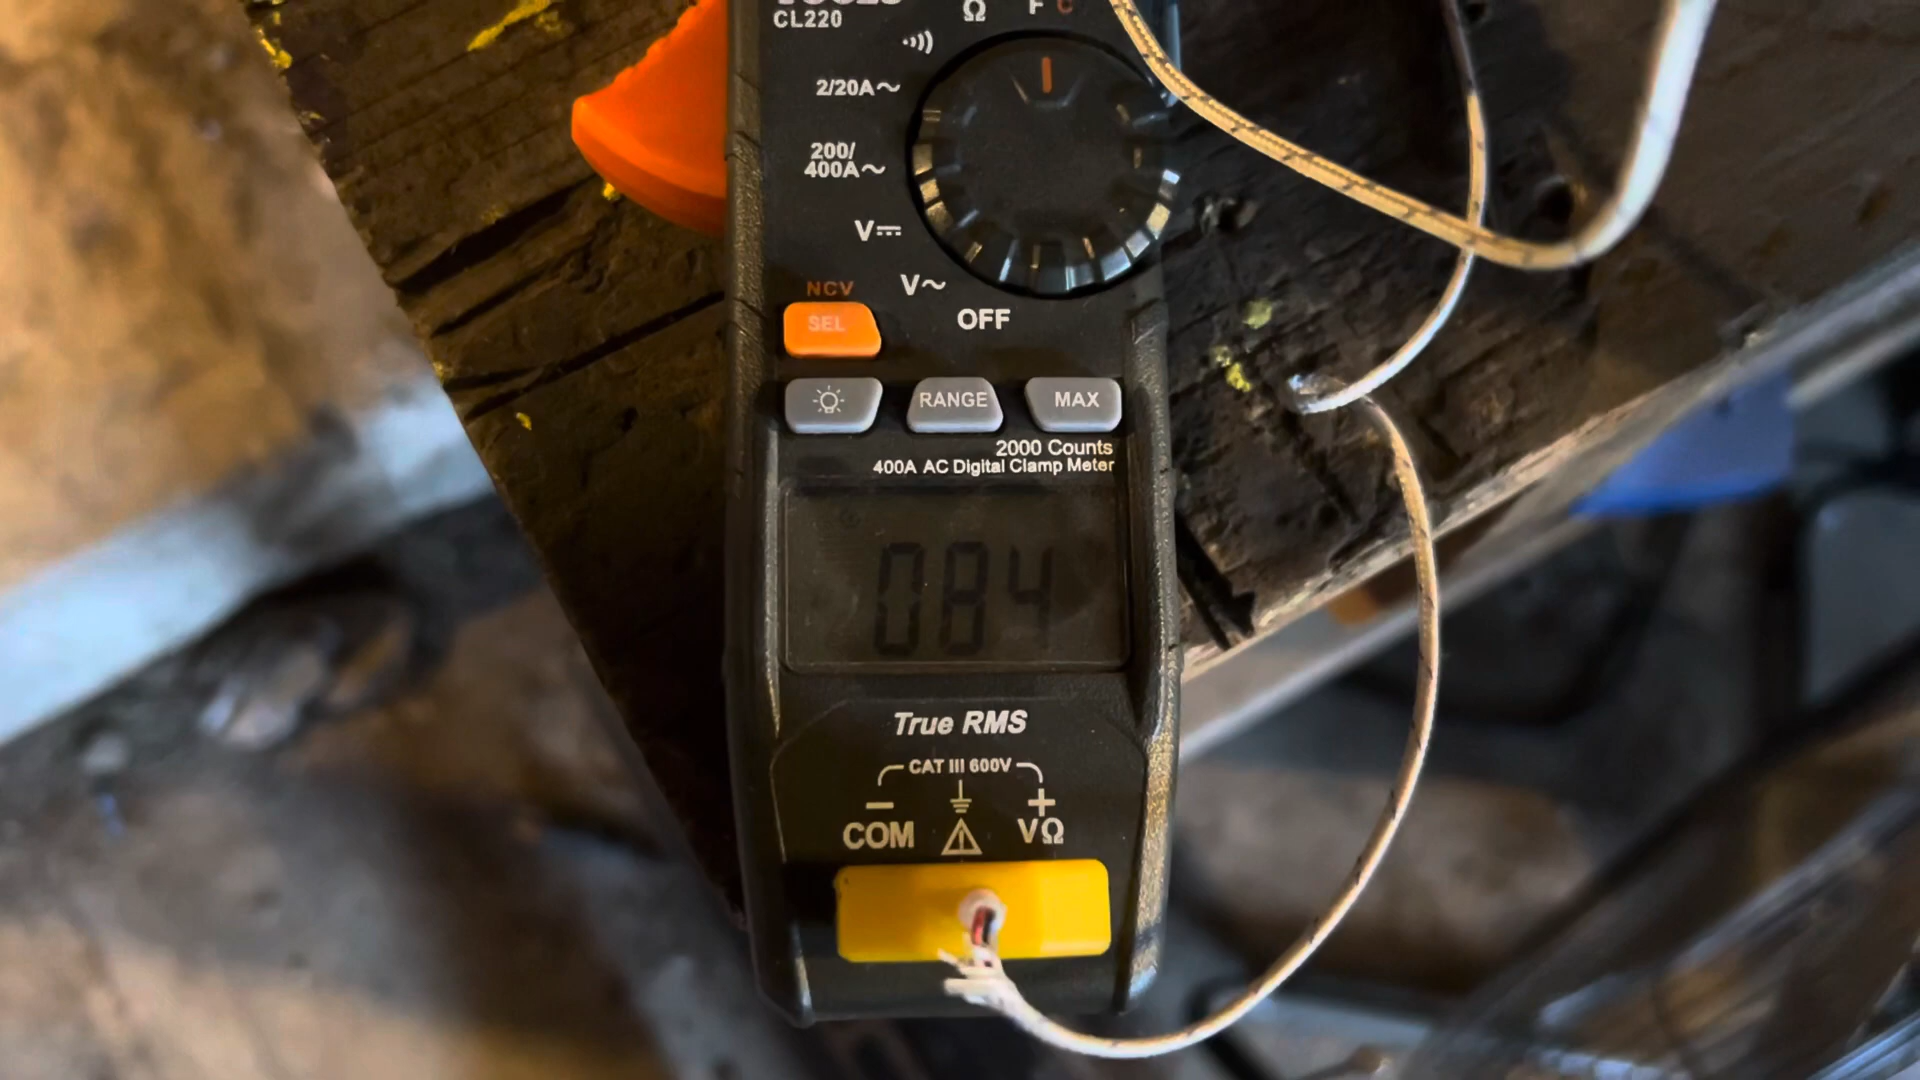 TOOLS
CL220
Ω
F C
2/20A~
200/
400A~
V⎓
V~
OFF
NCV
SEL
RANGE
MAX
2000 Counts
400A AC Digital Clamp Meter
084
True RMS
CAT III 600V
− +
COM VΩ